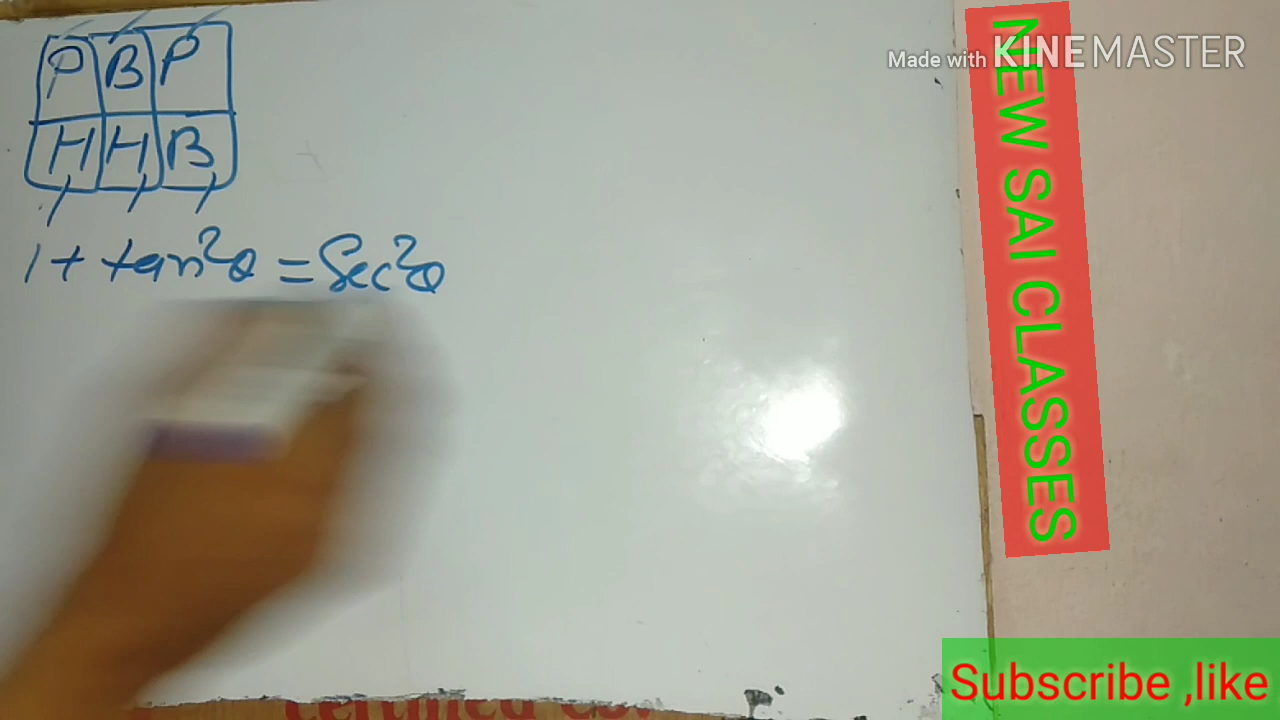 P B P
H H B
1 + tan²θ = Sec²θ
Made with KINEMASTER
NEW SAI CLASSES
Subscribe ,like